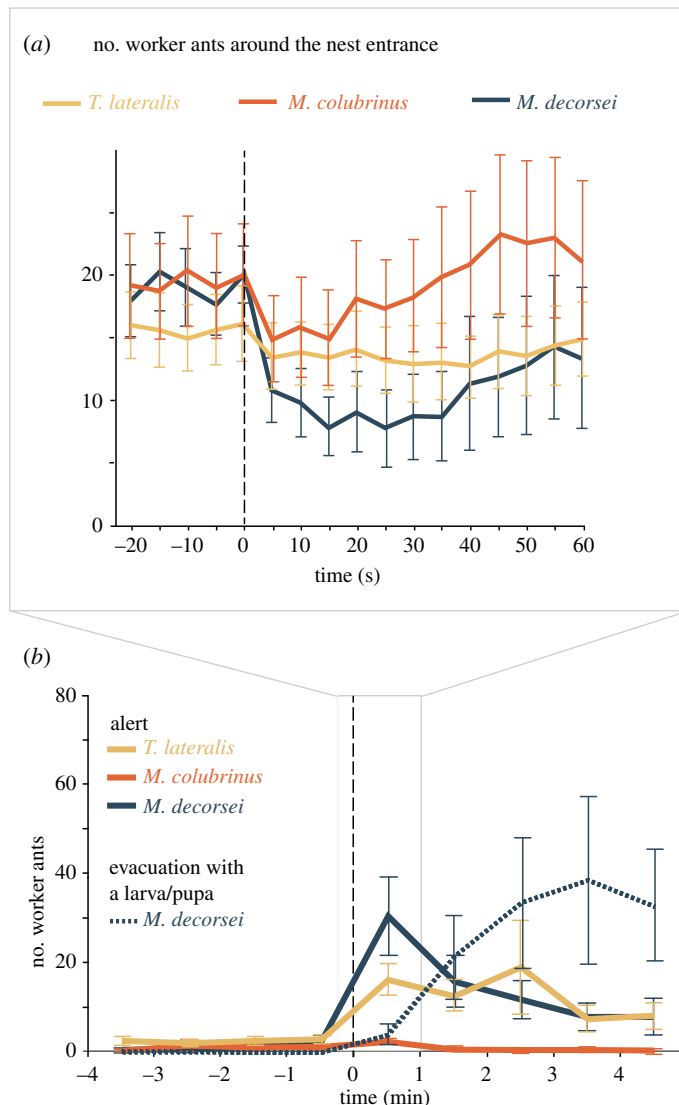 (a) no. worker ants around the nest entrance
T. lateralis M. colubrinus M. decorsei
20
10
0
–20 –10 0 10 20 30 40 50 60
time (s)
(b)
80
alert
T. lateralis
M. colubrinus
M. decorsei
60
evacuation with
a larva/pupa
M. decorsei
40
no. worker ants
20
0
–4 –3 –2 –1 0 1 2 3 4
time (min)